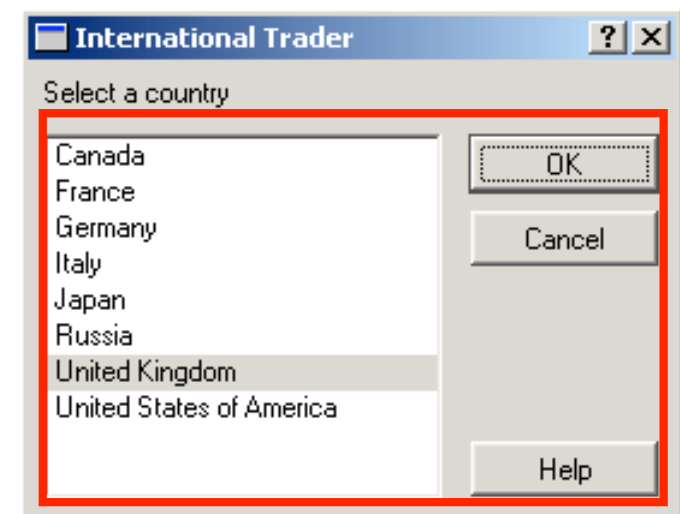 International Trader
Select a country
Canada
France
Germany
Italy
Japan
Russia
United Kingdom
United States of America
OK
Cancel
Help